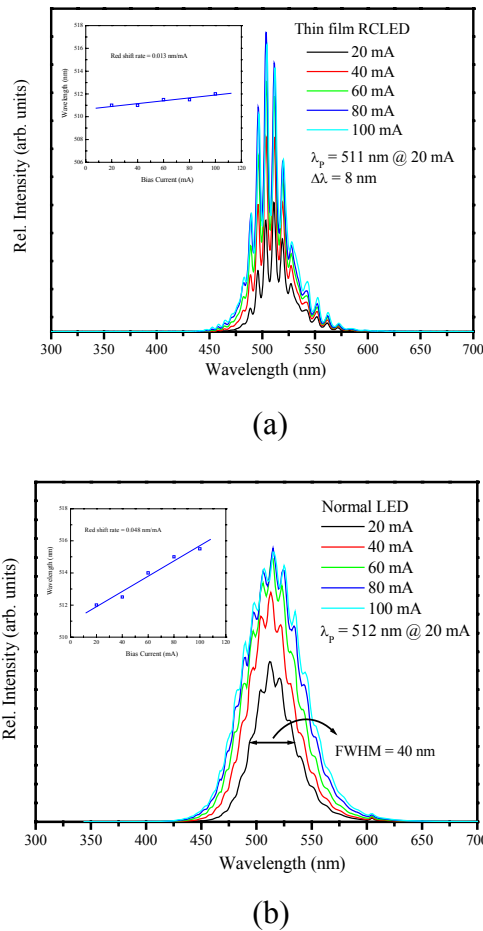 Thin film RCLED
20 mA
40 mA
60 mA
80 mA
100 mA
λP = 511 nm @ 20 mA
Δλ = 8 nm
Red shift rate = 0.013 nm/mA
518
516
514
512
510
508
506
0 20 40 60 80 100 120
Bias Current (mA)
Wavelength (nm)
Rel. Intensity (arb. units)
300 350 400 450 500 550 600 650 700
Wavelength (nm)
(a)
Normal LED
20 mA
40 mA
60 mA
80 mA
100 mA
λP = 512 nm @ 20 mA
FWHM = 40 nm
Red shift rate = 0.048 nm/mA
518
516
514
512
510
0 20 40 60 80 100 120
Bias Current (mA)
Wavelength (nm)
Rel. Intensity (arb. units)
300 350 400 450 500 550 600 650 700
Wavelength (nm)
(b)